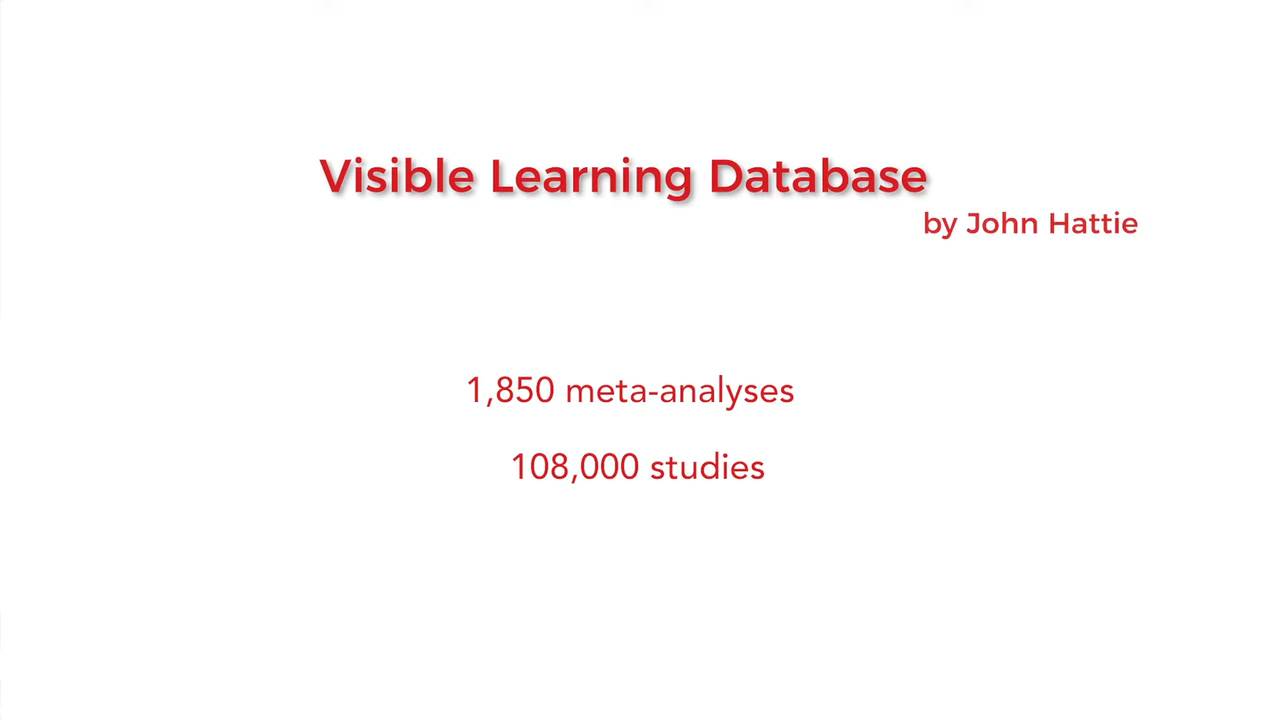 Visible Learning Database
by John Hattie
1,850 meta-analyses
108,000 studies